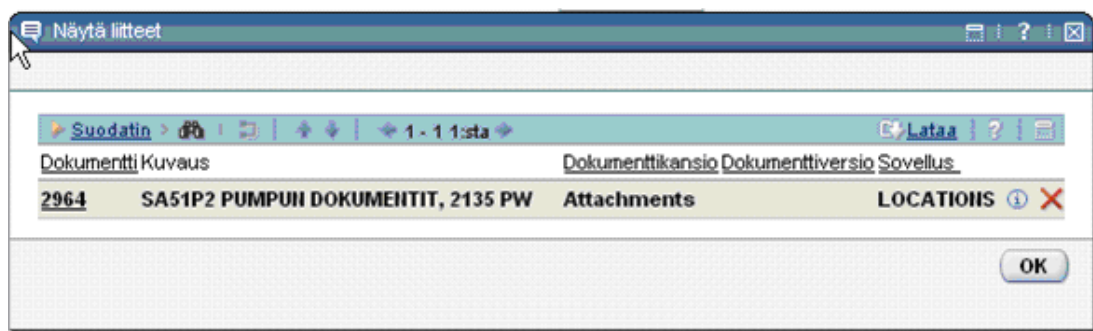 Näytä liitteet ?
Suodatin > 1 - 1 1:sta Lataa ?
Dokumentti Kuvaus Dokumenttikansio Dokumenttiversio Sovellus
2964 SA51P2 PUMPUN DOKUMENTIT, 2135 PW Attachments LOCATIONS
OK